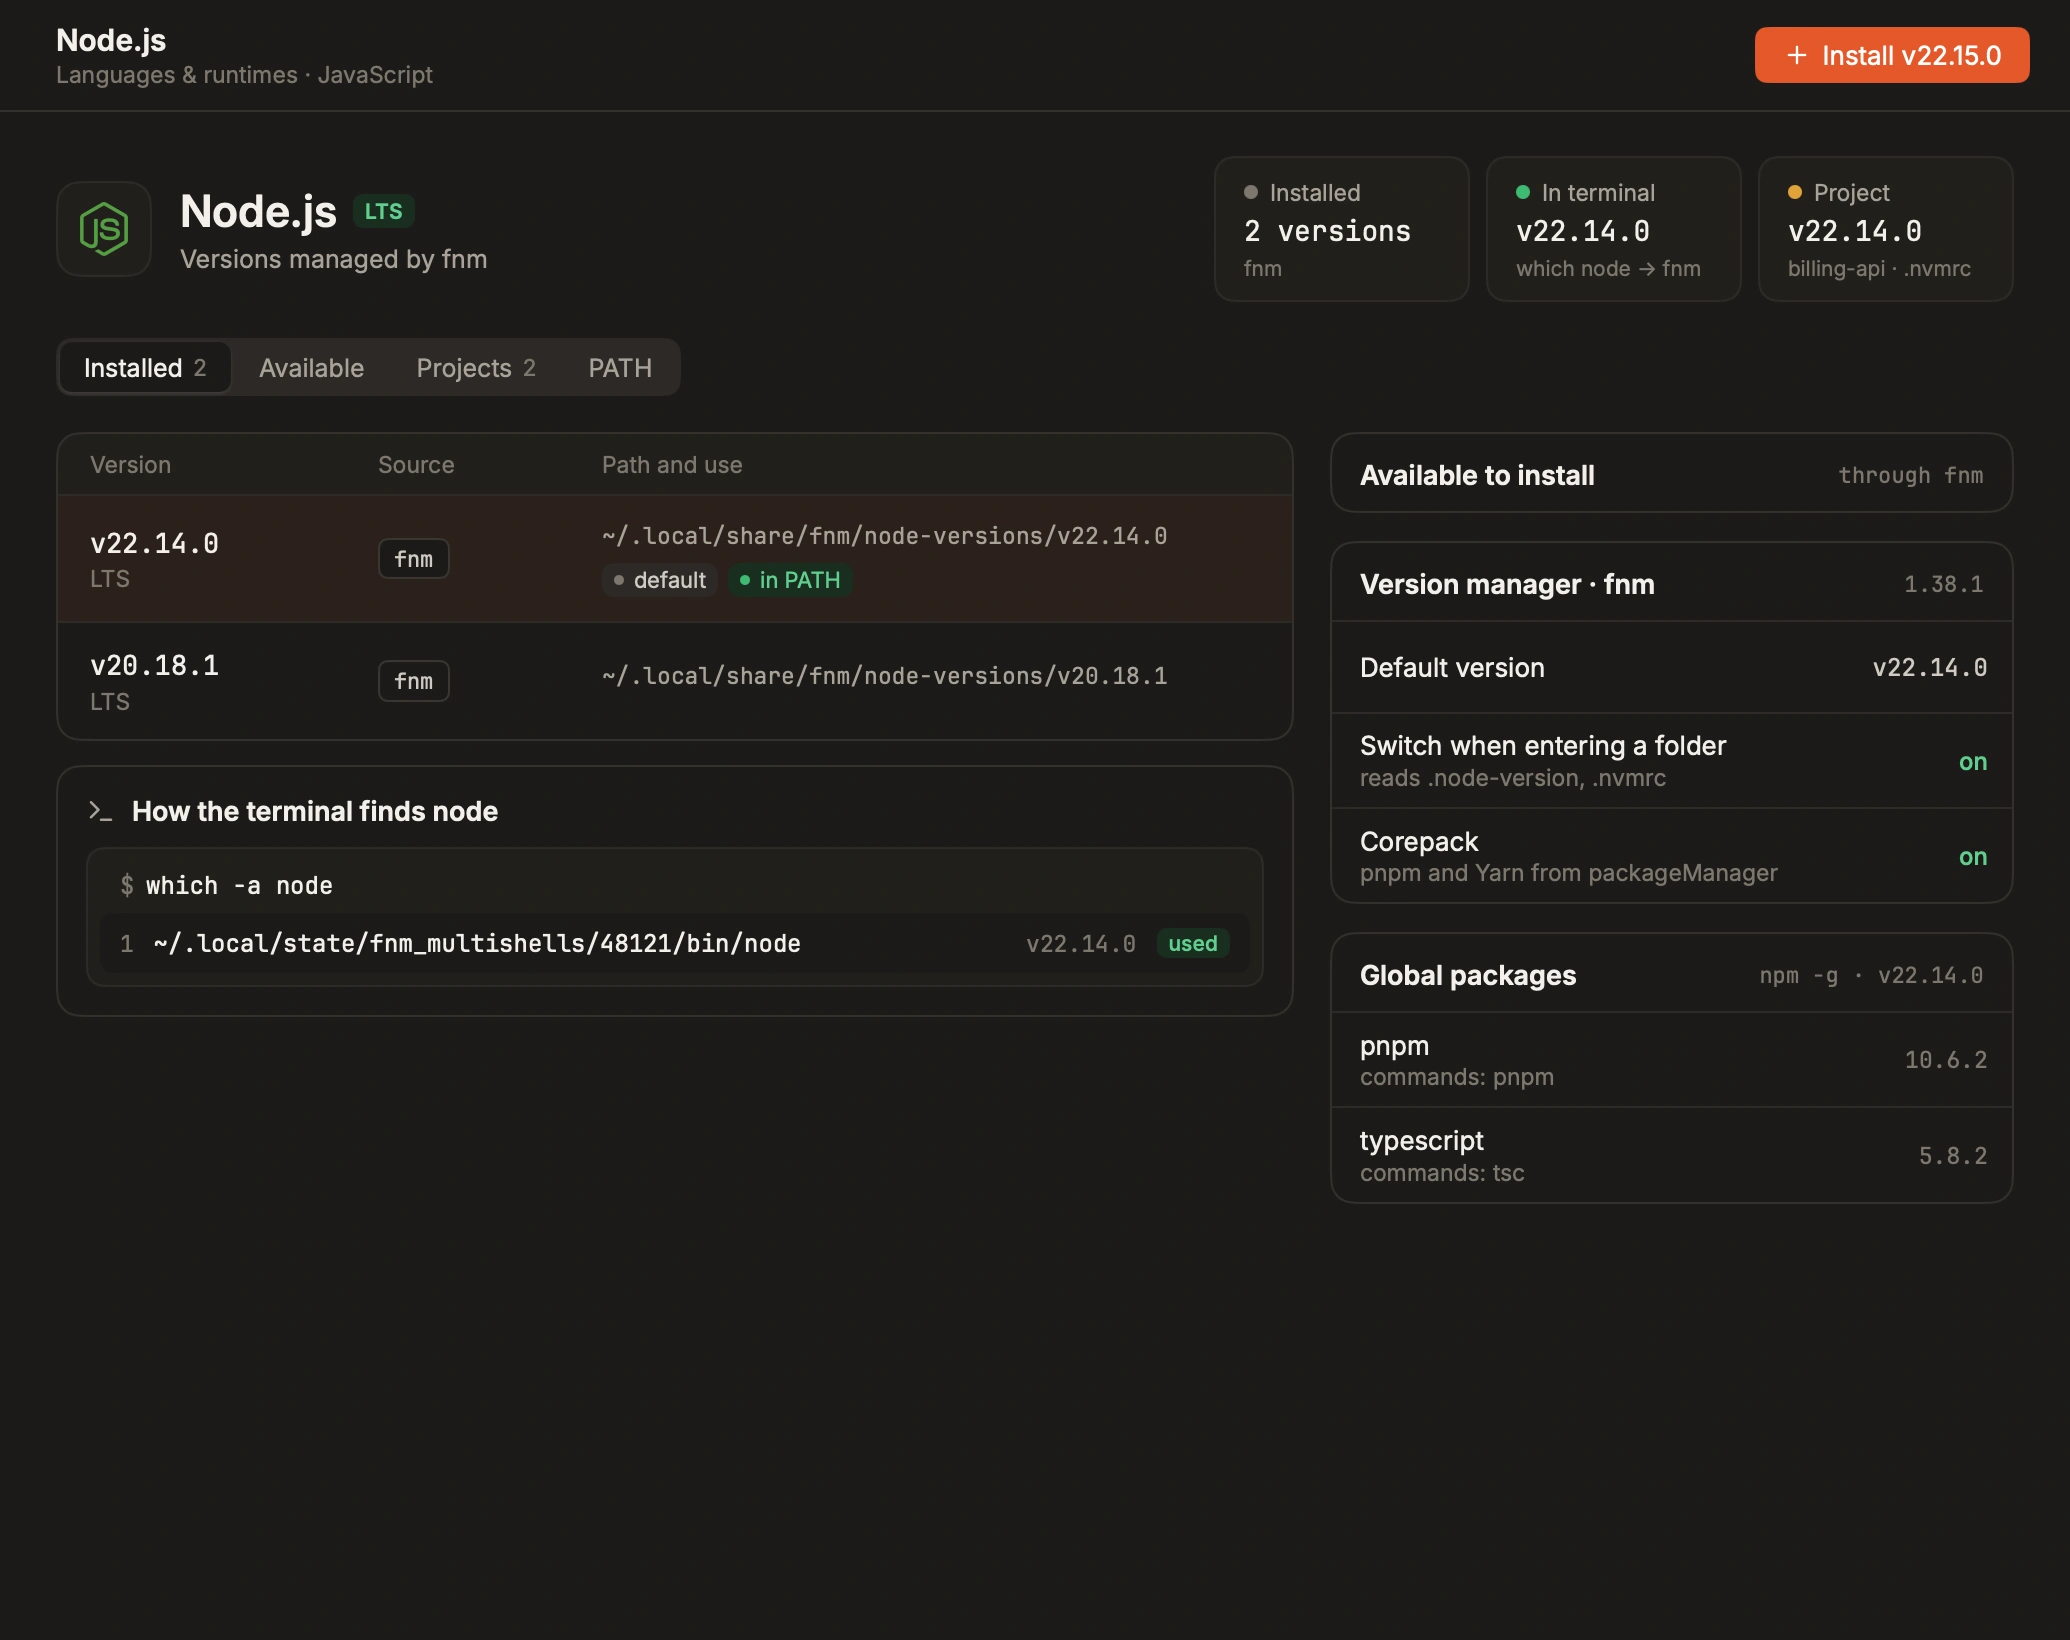 Node.js
Languages & runtimes · JavaScript
+ Install v22.15.0
JS
Node.js LTS
Versions managed by fnm
Installed
2 versions
fnm
In terminal
v22.14.0
which node → fnm
Project
v22.14.0
billing-api · .nvmrc
Installed 2
Available
Projects 2
PATH
Version Source Path and use
v22.14.0
LTS
fnm
~/.local/share/fnm/node-versions/v22.14.0
default in PATH
v20.18.1
LTS
fnm
~/.local/share/fnm/node-versions/v20.18.1
How the terminal finds node
$ which -a node
1 ~/.local/state/fnm_multishells/48121/bin/node v22.14.0 used
Available to install through fnm
Version manager · fnm 1.38.1
Default version v22.14.0
Switch when entering a folder
reads .node-version, .nvmrc
on
Corepack
pnpm and Yarn from packageManager
on
Global packages npm -g · v22.14.0
pnpm
commands: pnpm
10.6.2
typescript
commands: tsc
5.8.2